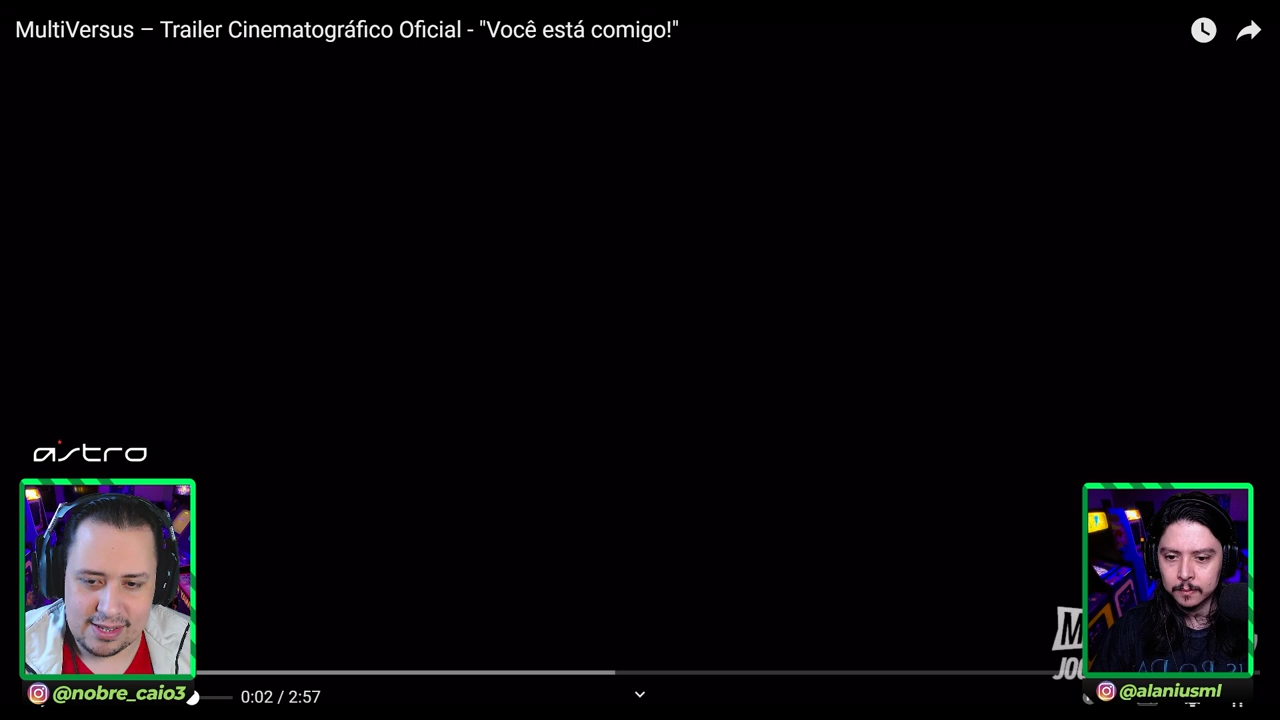 MultiVersus – Trailer Cinematográfico Oficial - "Você está comigo!"
astro
@nobre_caio3
0:02 / 2:57
@alaniusml